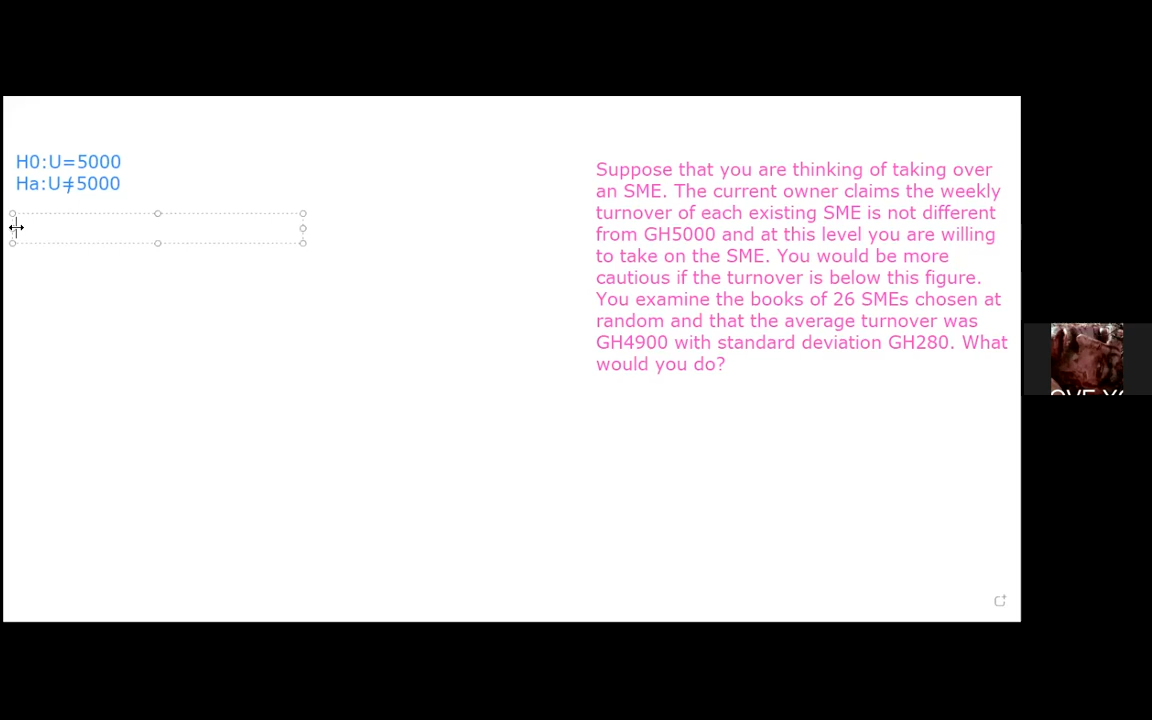 H0:U=5000
Ha:U≠5000
Suppose that you are thinking of taking over
an SME. The current owner claims the weekly
turnover of each existing SME is not different
from GH5000 and at this level you are willing
to take on the SME. You would be more
cautious if the turnover is below this figure.
You examine the books of 26 SMEs chosen at
random and that the average turnover was
GH4900 with standard deviation GH280. What
would you do?